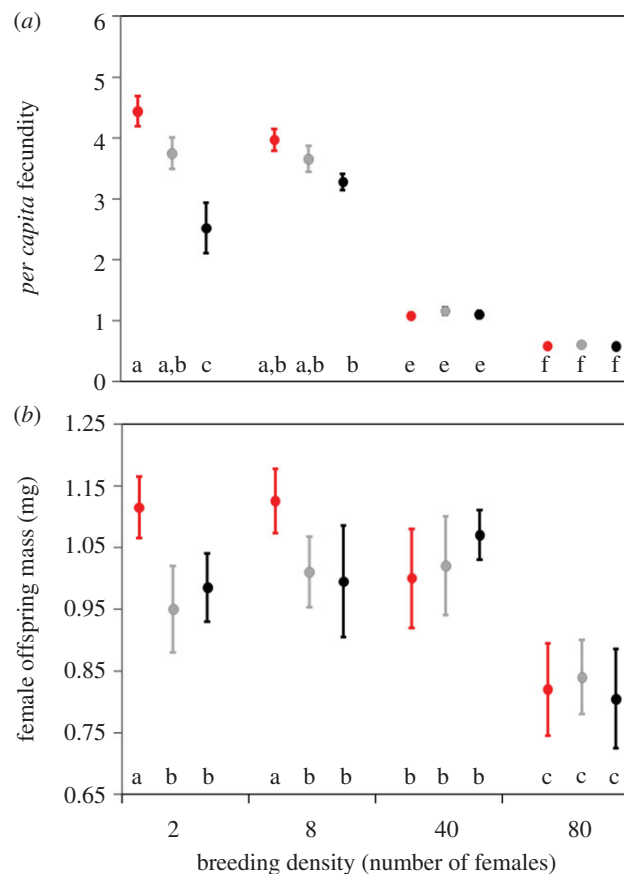 (a)
6
5
4
3
2
1
0
per capita fecundity
a a,b c a,b a,b b e e e f f f
(b)
1.25
1.15
1.05
0.95
0.85
0.75
0.65
female offspring mass (mg)
a b b a b b b b b c c c
2 8 40 80
breeding density (number of females)